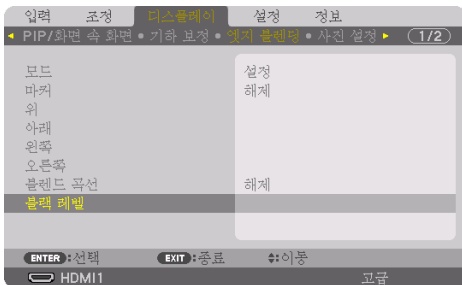 입력 조정 디스플레이 설정 정보
◂ PIP/화면 속 화면 • 기하 보정 • 엣지 블렌딩 • 사전 설정 ▸ (1/2)
모드 설정
마커 해제
위
아래
왼쪽
오른쪽
블렌드 곡선 해제
블랙 레벨
ENTER :선택 EXIT :종료 :이동
HDMI1 고급